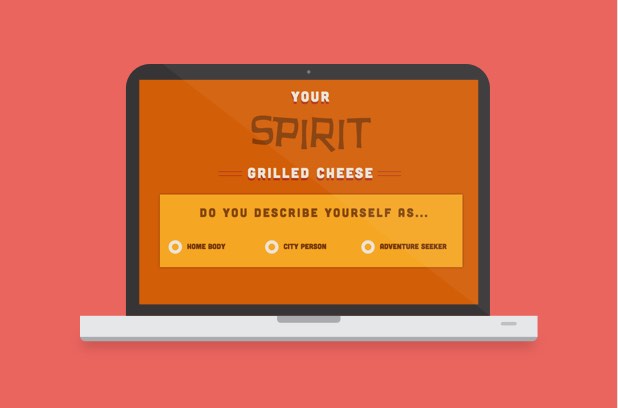 YOUR
SPIRIT
GRILLED CHEESE
DO YOU DESCRIBE YOURSELF AS...
HOME BODY
CITY PERSON
ADVENTURE SEEKER